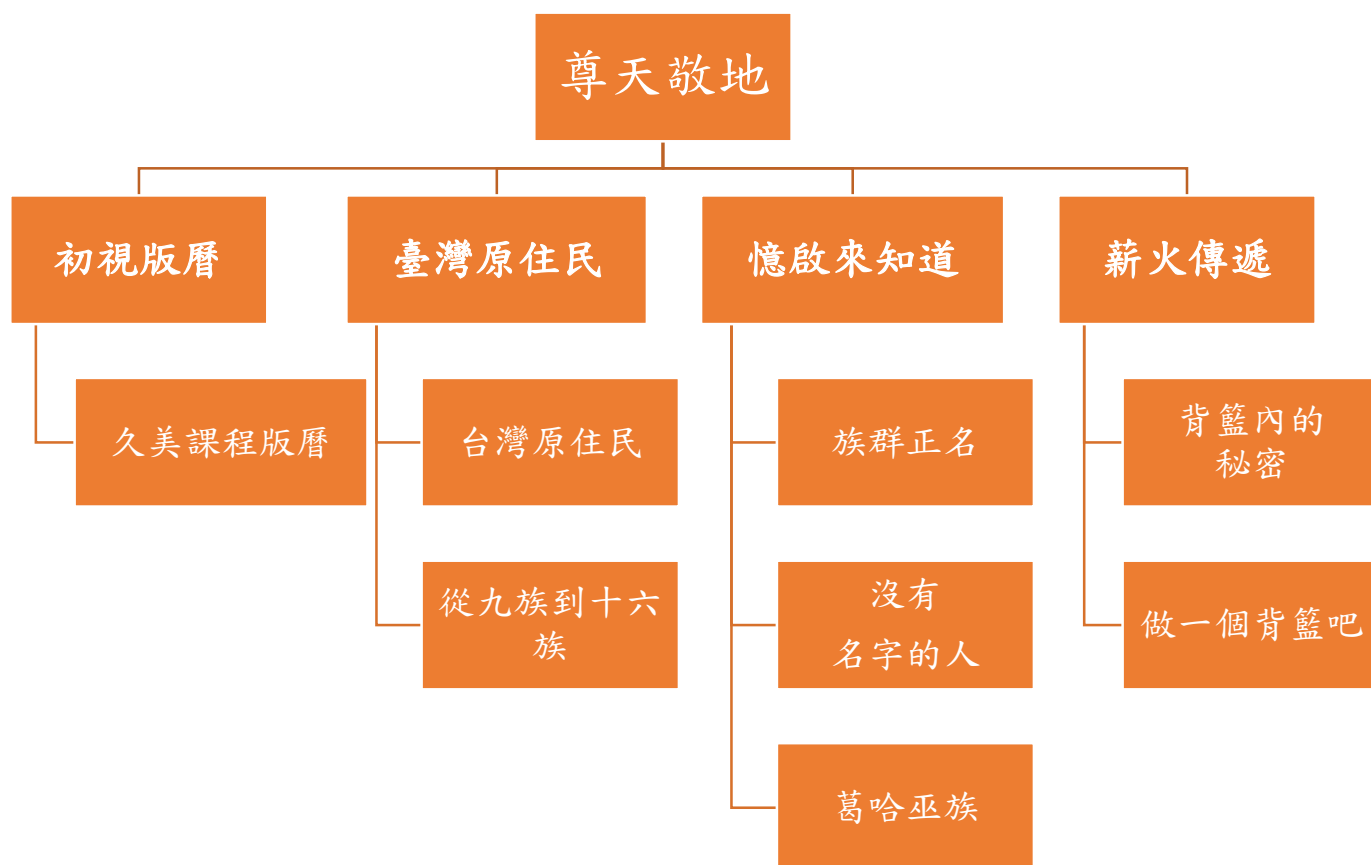 尊天敬地
初視版曆
臺灣原住民
憶啟來知道
薪火傳遞
久美課程版曆
台灣原住民
族群正名
背籃內的
秘密
從九族到十六
族
沒有
名字的人
做一個背籃吧
葛哈巫族